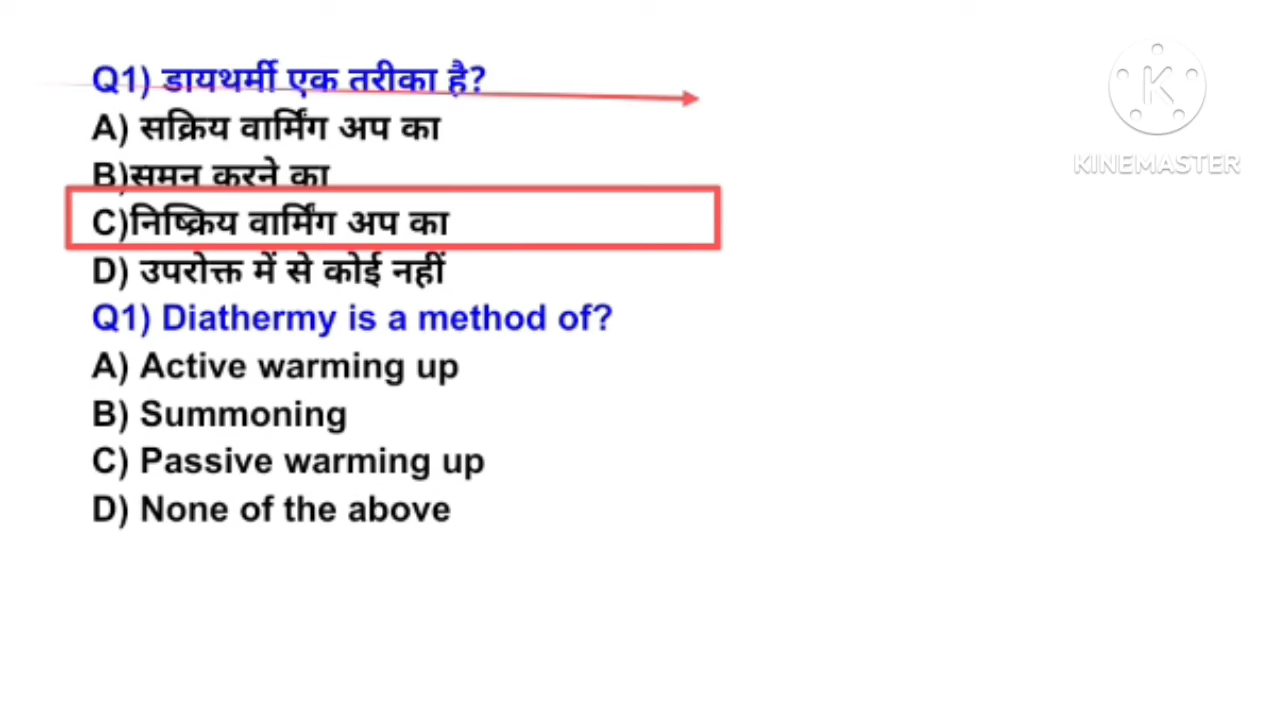 Q1) डायथर्मी एक तरीका है?
A) सक्रिय वार्मिंग अप का
B)समन करने का
C)निष्क्रिय वार्मिंग अप का
D) उपरोक्त में से कोई नहीं
Q1) Diathermy is a method of?
A) Active warming up
B) Summoning
C) Passive warming up
D) None of the above
K
KINEMASTER